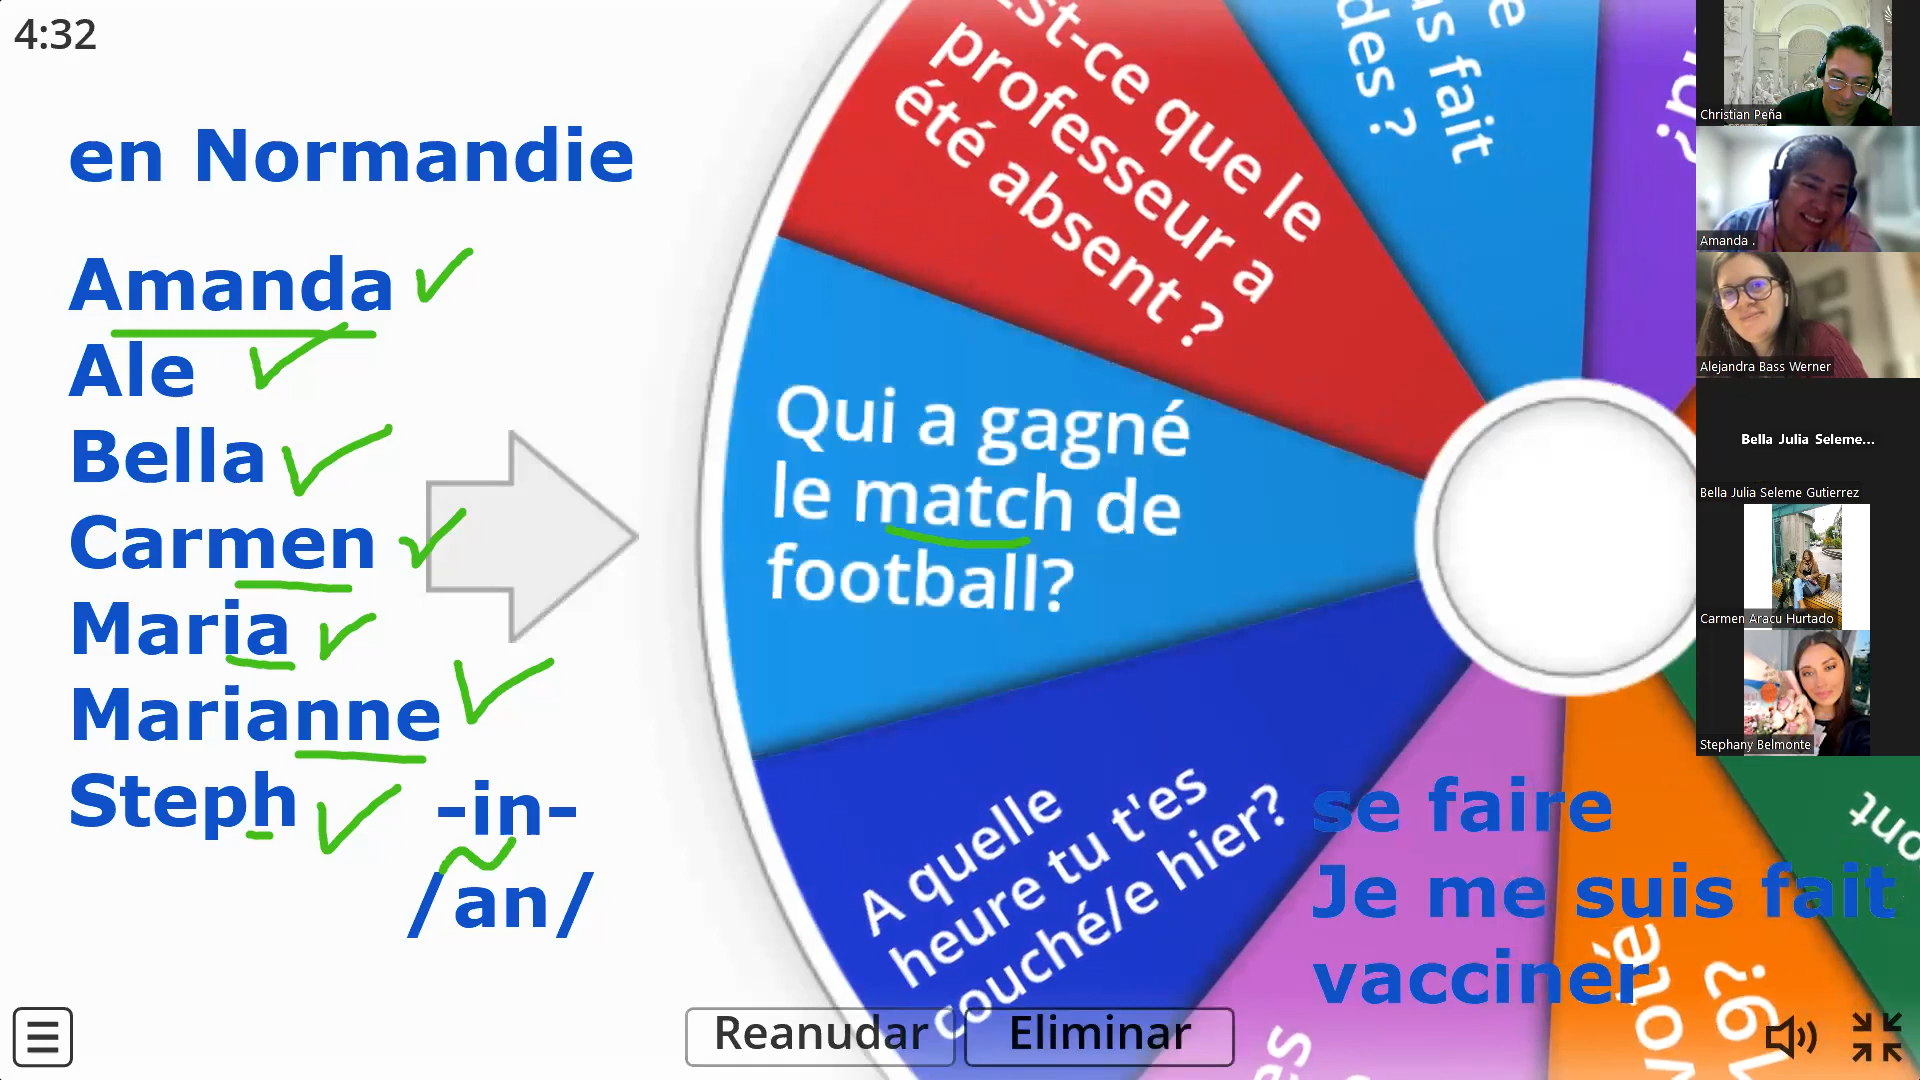 4:32
en Normandie
Amanda
Ale
Bella
Carmen
Maria
Marianne
Steph
-in-
/an/
st-ce que le
professeur a
été absent ?
fait
des ?
Qui a gagné
le match de
football?
A quelle
heure tu t'es
couché/e hier?
se faire
Je me suis fait
vacciner
Reanudar
Eliminar
Christian Peña
Amanda .
Alejandra Bass Werner
Bella Julia Seleme...
Bella Julia Seleme Gutierrez
Carmen Aracu Hurtado
Stephany Belmonte